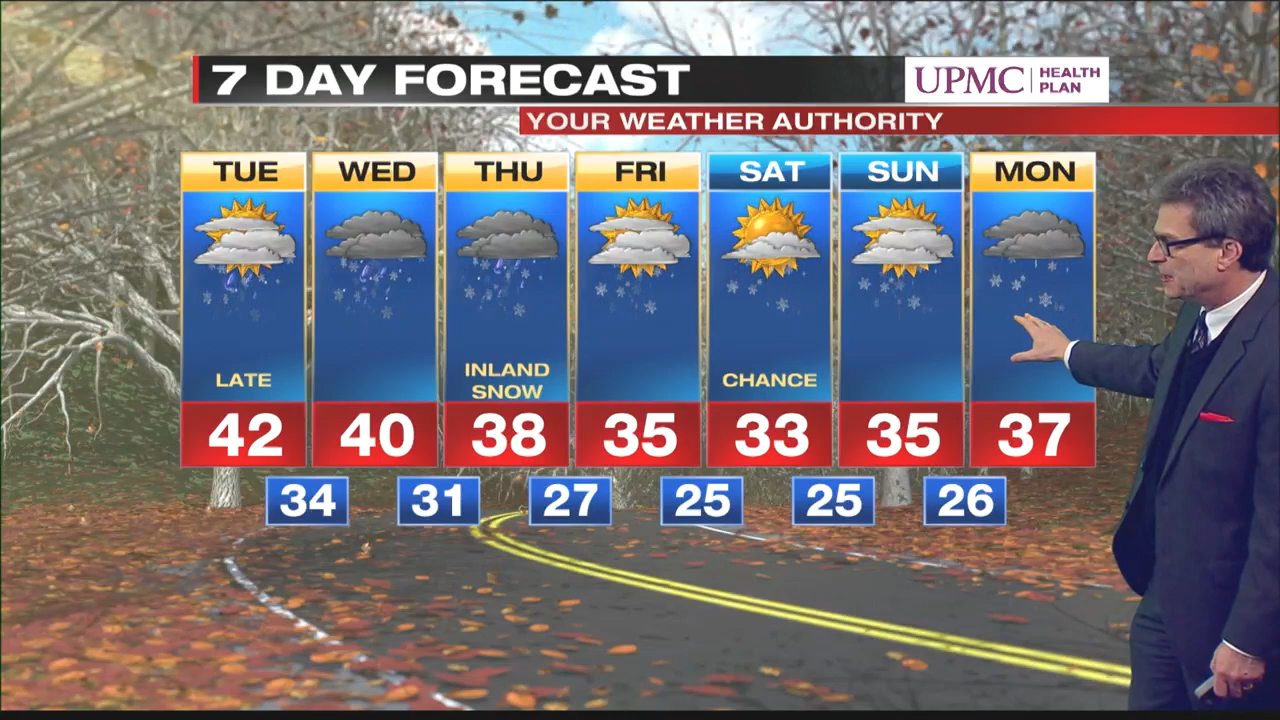 7 DAY FORECAST
UPMC HEALTH PLAN
YOUR WEATHER AUTHORITY
TUE WED THU FRI SAT SUN MON
LATE INLAND SNOW CHANCE
42 40 38 35 33 35 37
34 31 27 25 25 26